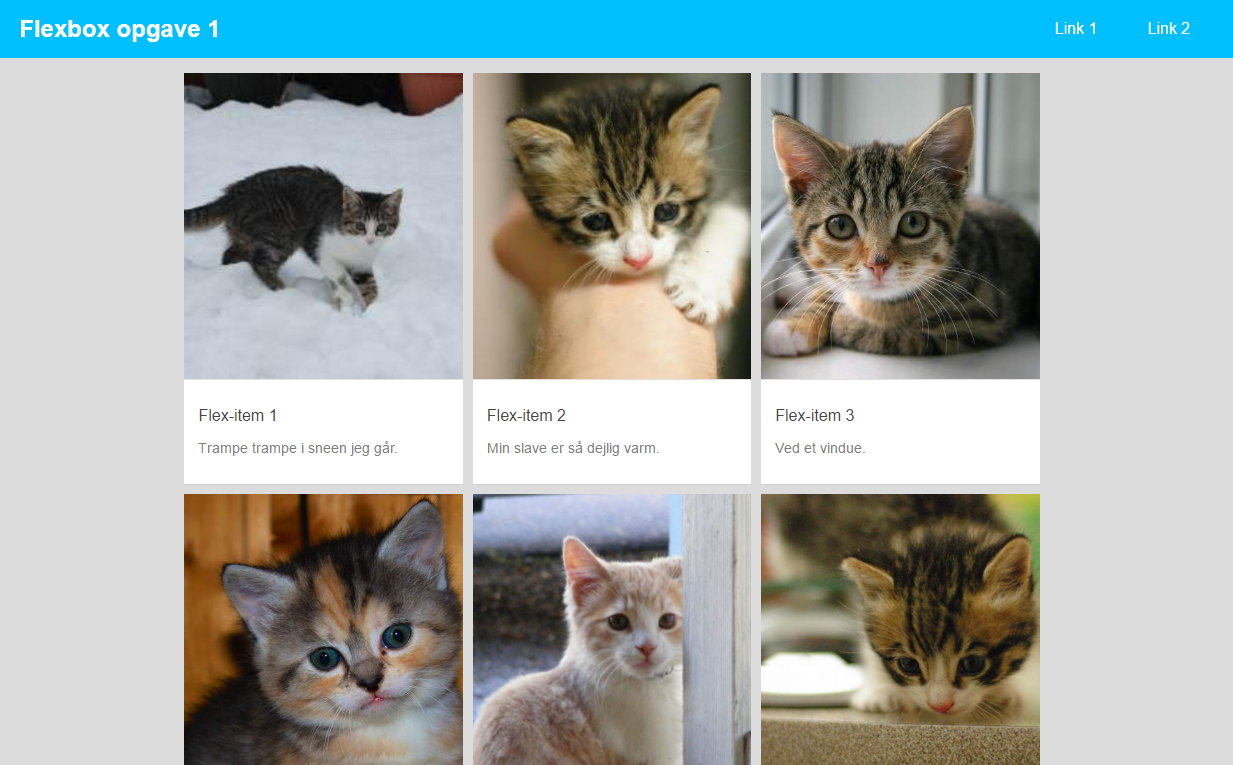 Flexbox opgave 1
Link 1
Link 2
Flex-item 1
Trampe trampe i sneen jeg går.
Flex-item 2
Min slave er så dejlig varm.
Flex-item 3
Ved et vindue.